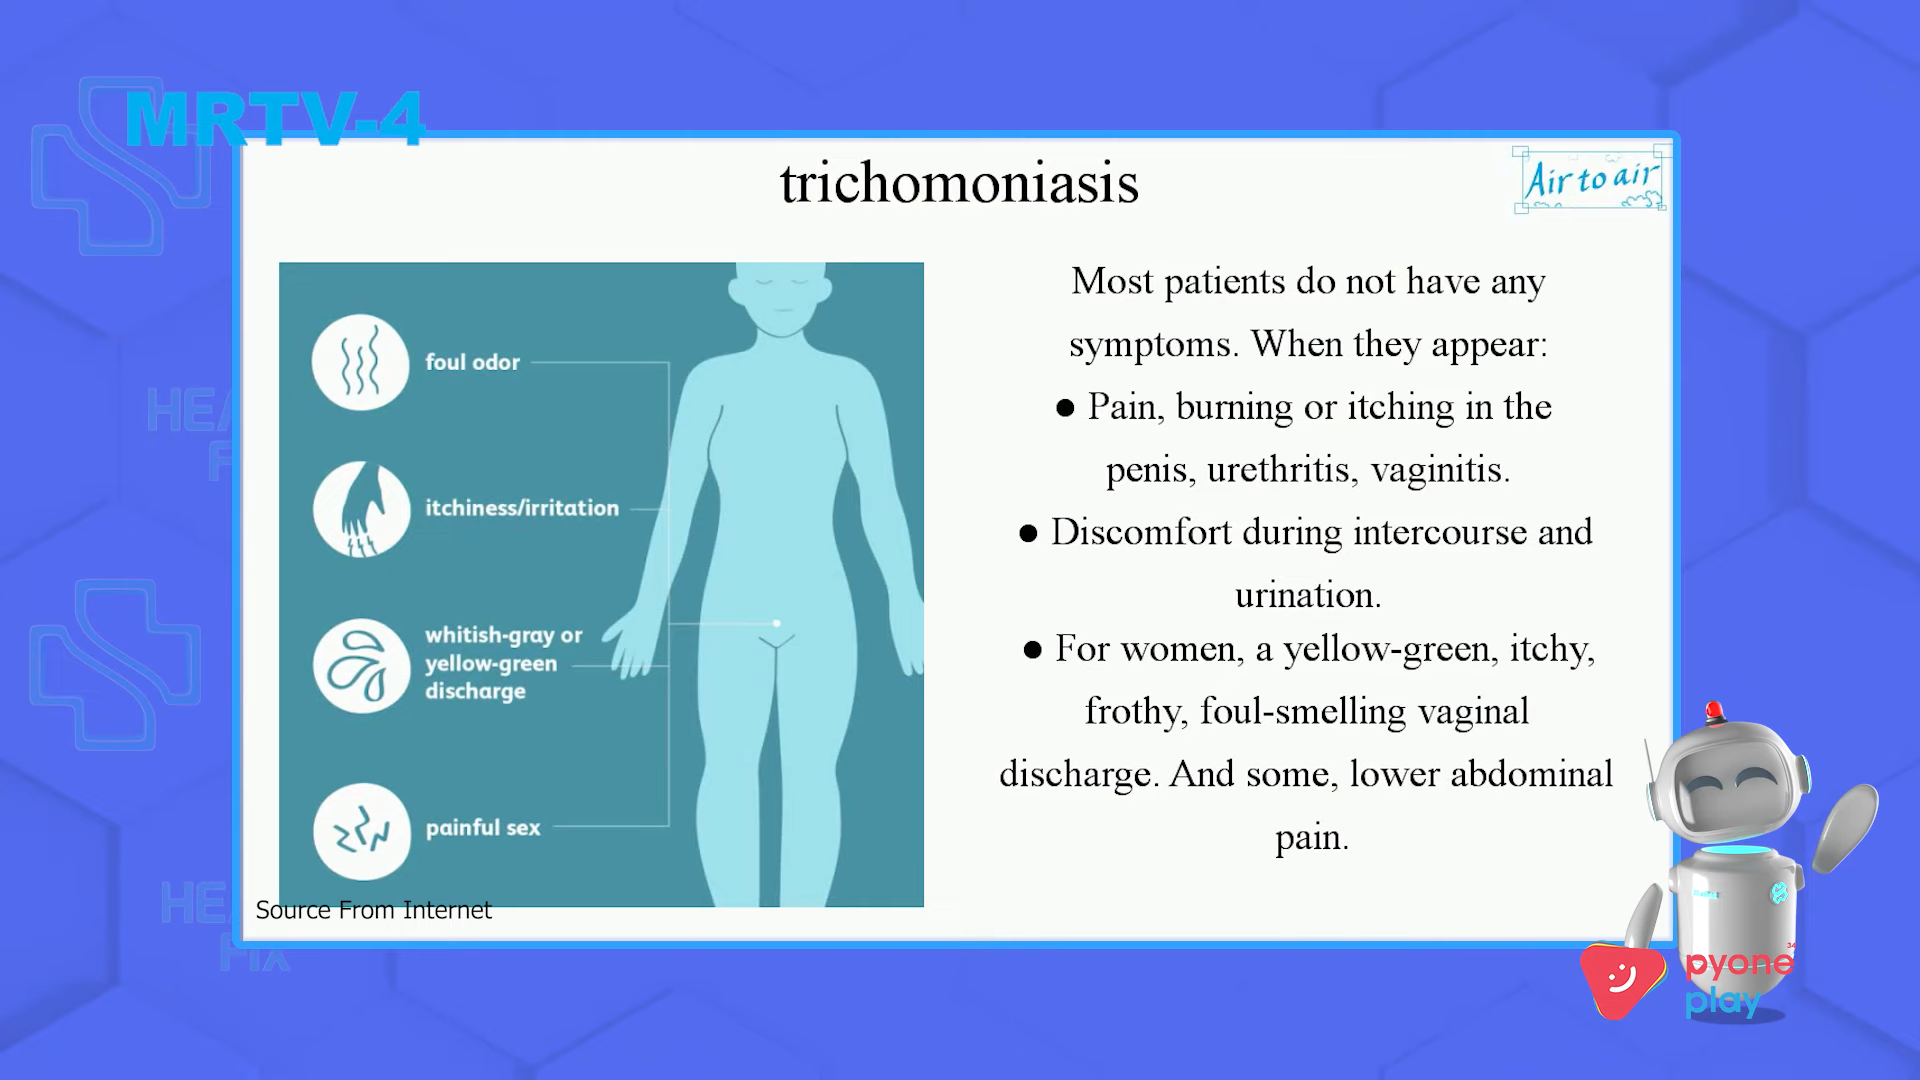 MRTV-4
trichomoniasis
Air to air
foul odor
itchiness/irritation
whitish-gray or
yellow-green
discharge
painful sex
Source From Internet
Most patients do not have any
symptoms. When they appear:
● Pain, burning or itching in the
penis, urethritis, vaginitis.
● Discomfort during intercourse and
urination.
● For women, a yellow-green, itchy,
frothy, foul-smelling vaginal
discharge. And some, lower abdominal
pain.
HEA
HE
FIX
pyone
play